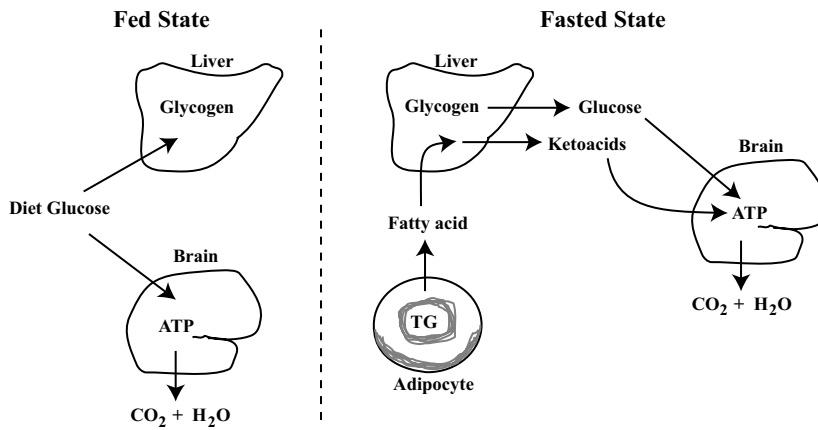 Fed State
Liver
Glycogen
Diet Glucose
Brain
ATP
CO₂ + H₂O
Fasted State
Liver
Glycogen
Glucose
Ketoacids
Brain
ATP
Fatty acid
CO₂ + H₂O
TG
Adipocyte